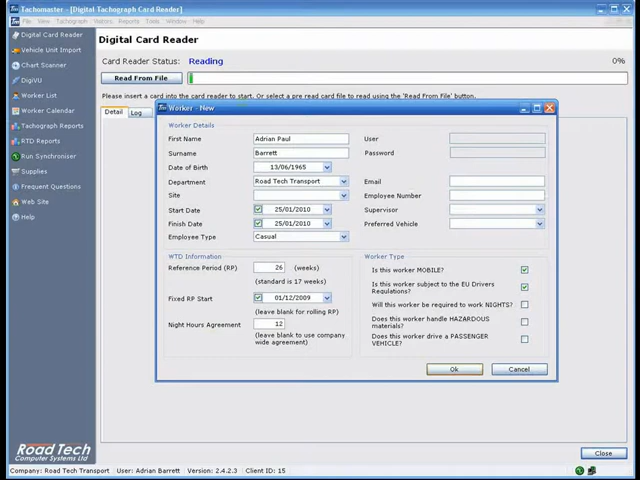 Tachomaster - [Digital Tachograph Card Reader]
File View Tachograph Visitors Reports Tools Window Help
Digital Card Reader
Vehicle Unit Import
Chart Scanner
DigiVU
Worker List
Worker Calendar
Tachograph Reports
RTD Reports
Run Synchroniser
Supplies
Frequent Questions
Web Site
Help
Road Tech
Computer Systems Ltd
Digital Card Reader
Card Reader Status: Reading 0%
Read From File
Please insert a card into the card reader to start. Or select a pre read card file to read using the 'Read From File' button.
Detail Log
Worker - New
Worker Details
First Name Adrian Paul User
Surname Barrett Password
Date of Birth 13/06/1965
Department Road Tech Transport Email
Site Employee Number
Start Date 25/01/2010 Supervisor
Finish Date 25/01/2010 Preferred Vehicle
Employee Type Casual
WTD Information
Reference Period (RP) 26 (weeks)
(standard is 17 weeks)
Fixed RP Start 01/12/2009
(leave blank for rolling RP)
Night Hours Agreement 12
(leave blank to use company
wide agreement)
Worker Type
Is this worker MOBILE?
Is this worker subject to the EU Drivers
Regulations?
Will this worker be required to work NIGHTS?
Does this worker handle HAZARDOUS
materials?
Does this worker drive a PASSENGER
VEHICLE?
Ok Cancel
Close
Company: Road Tech Transport User: Adrian Barrett Version: 2.4.2.3 Client ID: 15